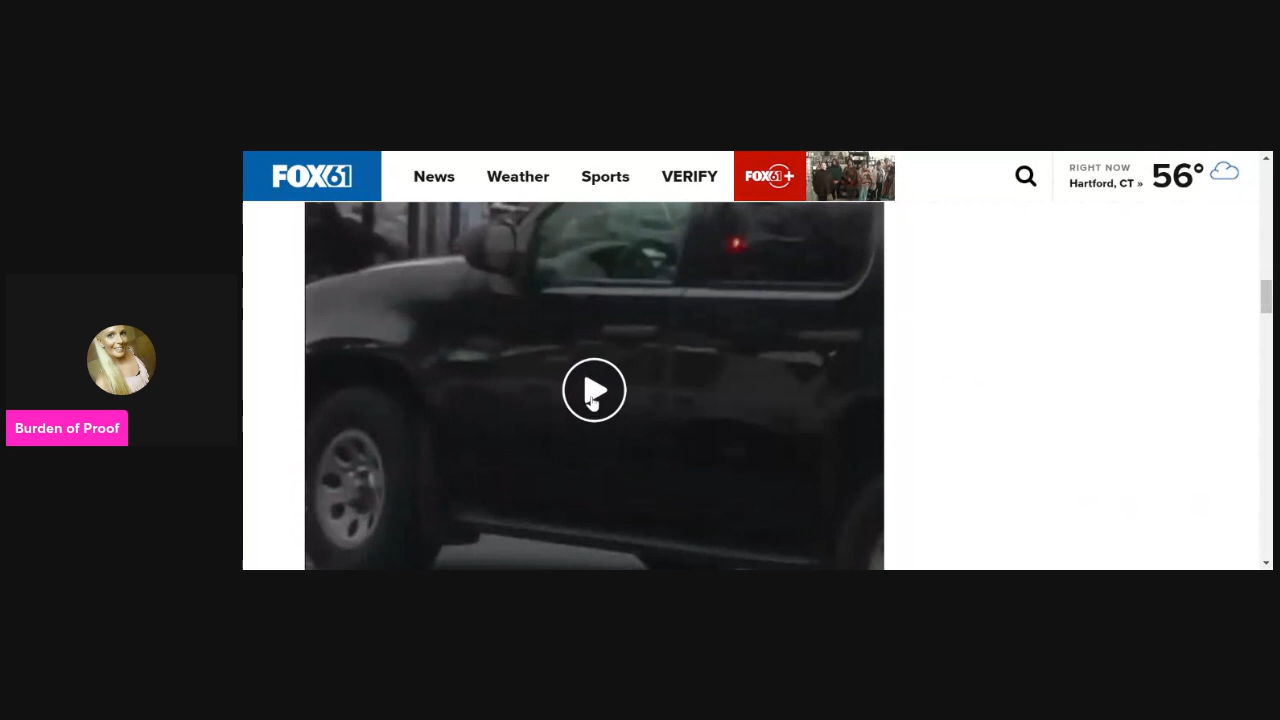 FOX61
News
Weather
Sports
VERIFY
FOX61+
RIGHT NOW
Hartford, CT »
56°
Burden of Proof